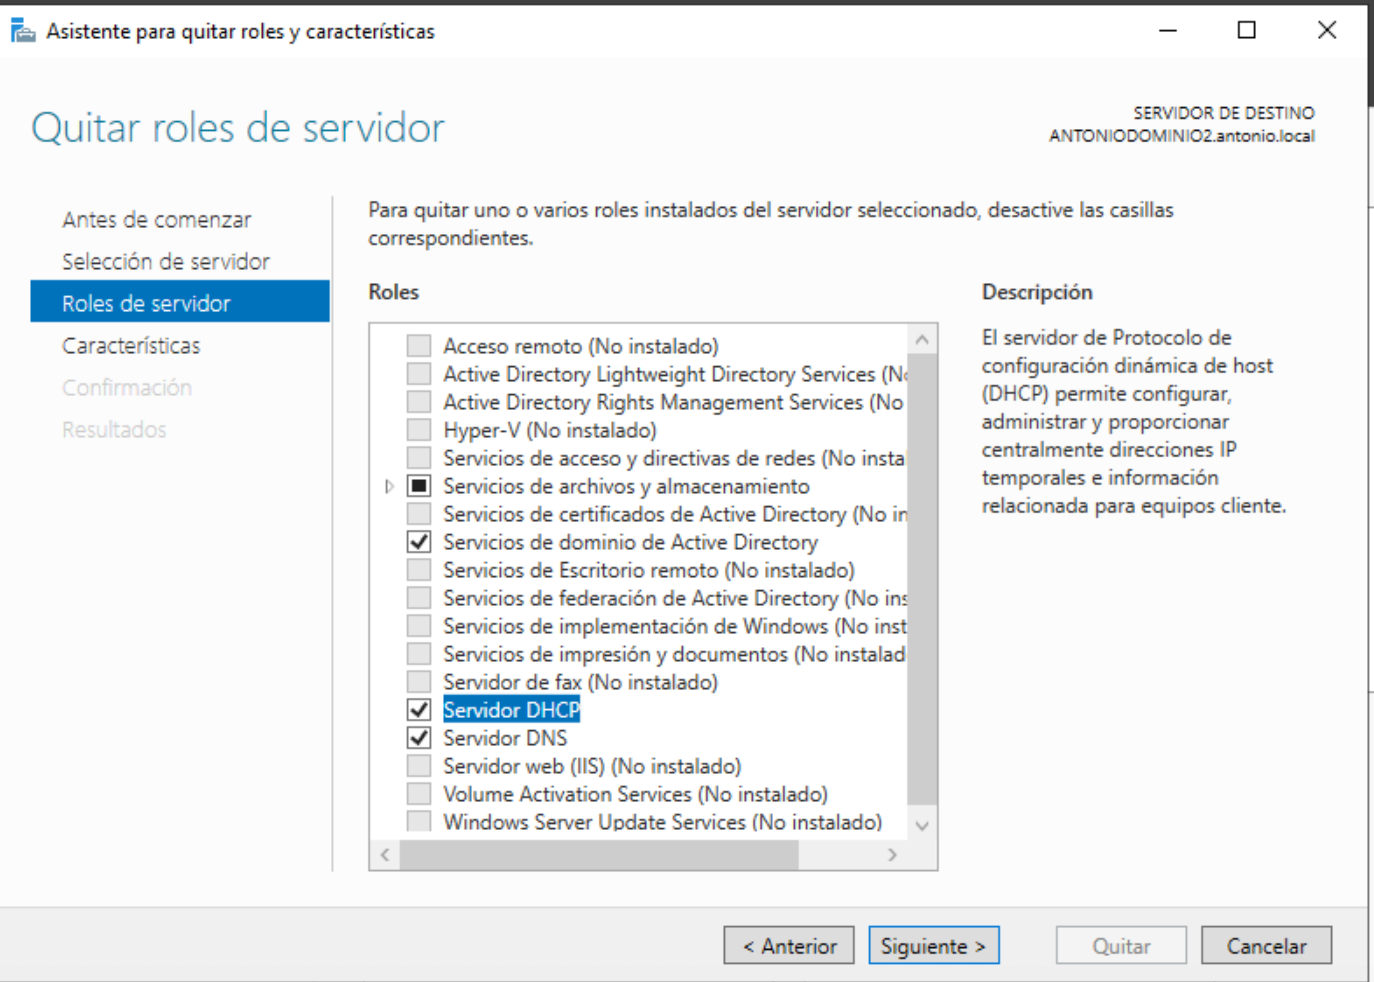 Asistente para quitar roles y características
Quitar roles de servidor
SERVIDOR DE DESTINO
ANTONIODOMINIO2.antonio.local
Antes de comenzar
Selección de servidor
Roles de servidor
Características
Confirmación
Resultados
Para quitar uno o varios roles instalados del servidor seleccionado, desactive las casillas
correspondientes.
Roles
Acceso remoto (No instalado)
Active Directory Lightweight Directory Services (No
Active Directory Rights Management Services (No
Hyper-V (No instalado)
Servicios de acceso y directivas de redes (No insta
Servicios de archivos y almacenamiento
Servicios de certificados de Active Directory (No in
Servicios de dominio de Active Directory
Servicios de Escritorio remoto (No instalado)
Servicios de federación de Active Directory (No ins
Servicios de implementación de Windows (No inst
Servicios de impresión y documentos (No instalad
Servidor de fax (No instalado)
Servidor DHCP
Servidor DNS
Servidor web (IIS) (No instalado)
Volume Activation Services (No instalado)
Windows Server Update Services (No instalado)
Descripción
El servidor de Protocolo de
configuración dinámica de host
(DHCP) permite configurar,
administrar y proporcionar
centralmente direcciones IP
temporales e información
relacionada para equipos cliente.
< Anterior
Siguiente >
Quitar
Cancelar